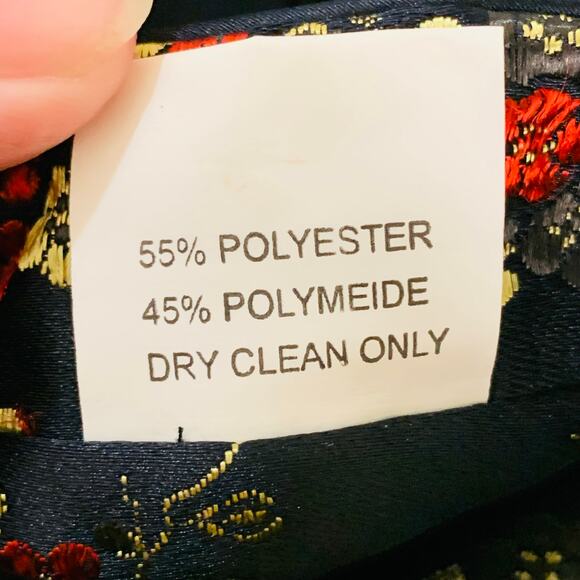 55% POLYESTER
45% POLYMEIDE
DRY CLEAN ONLY